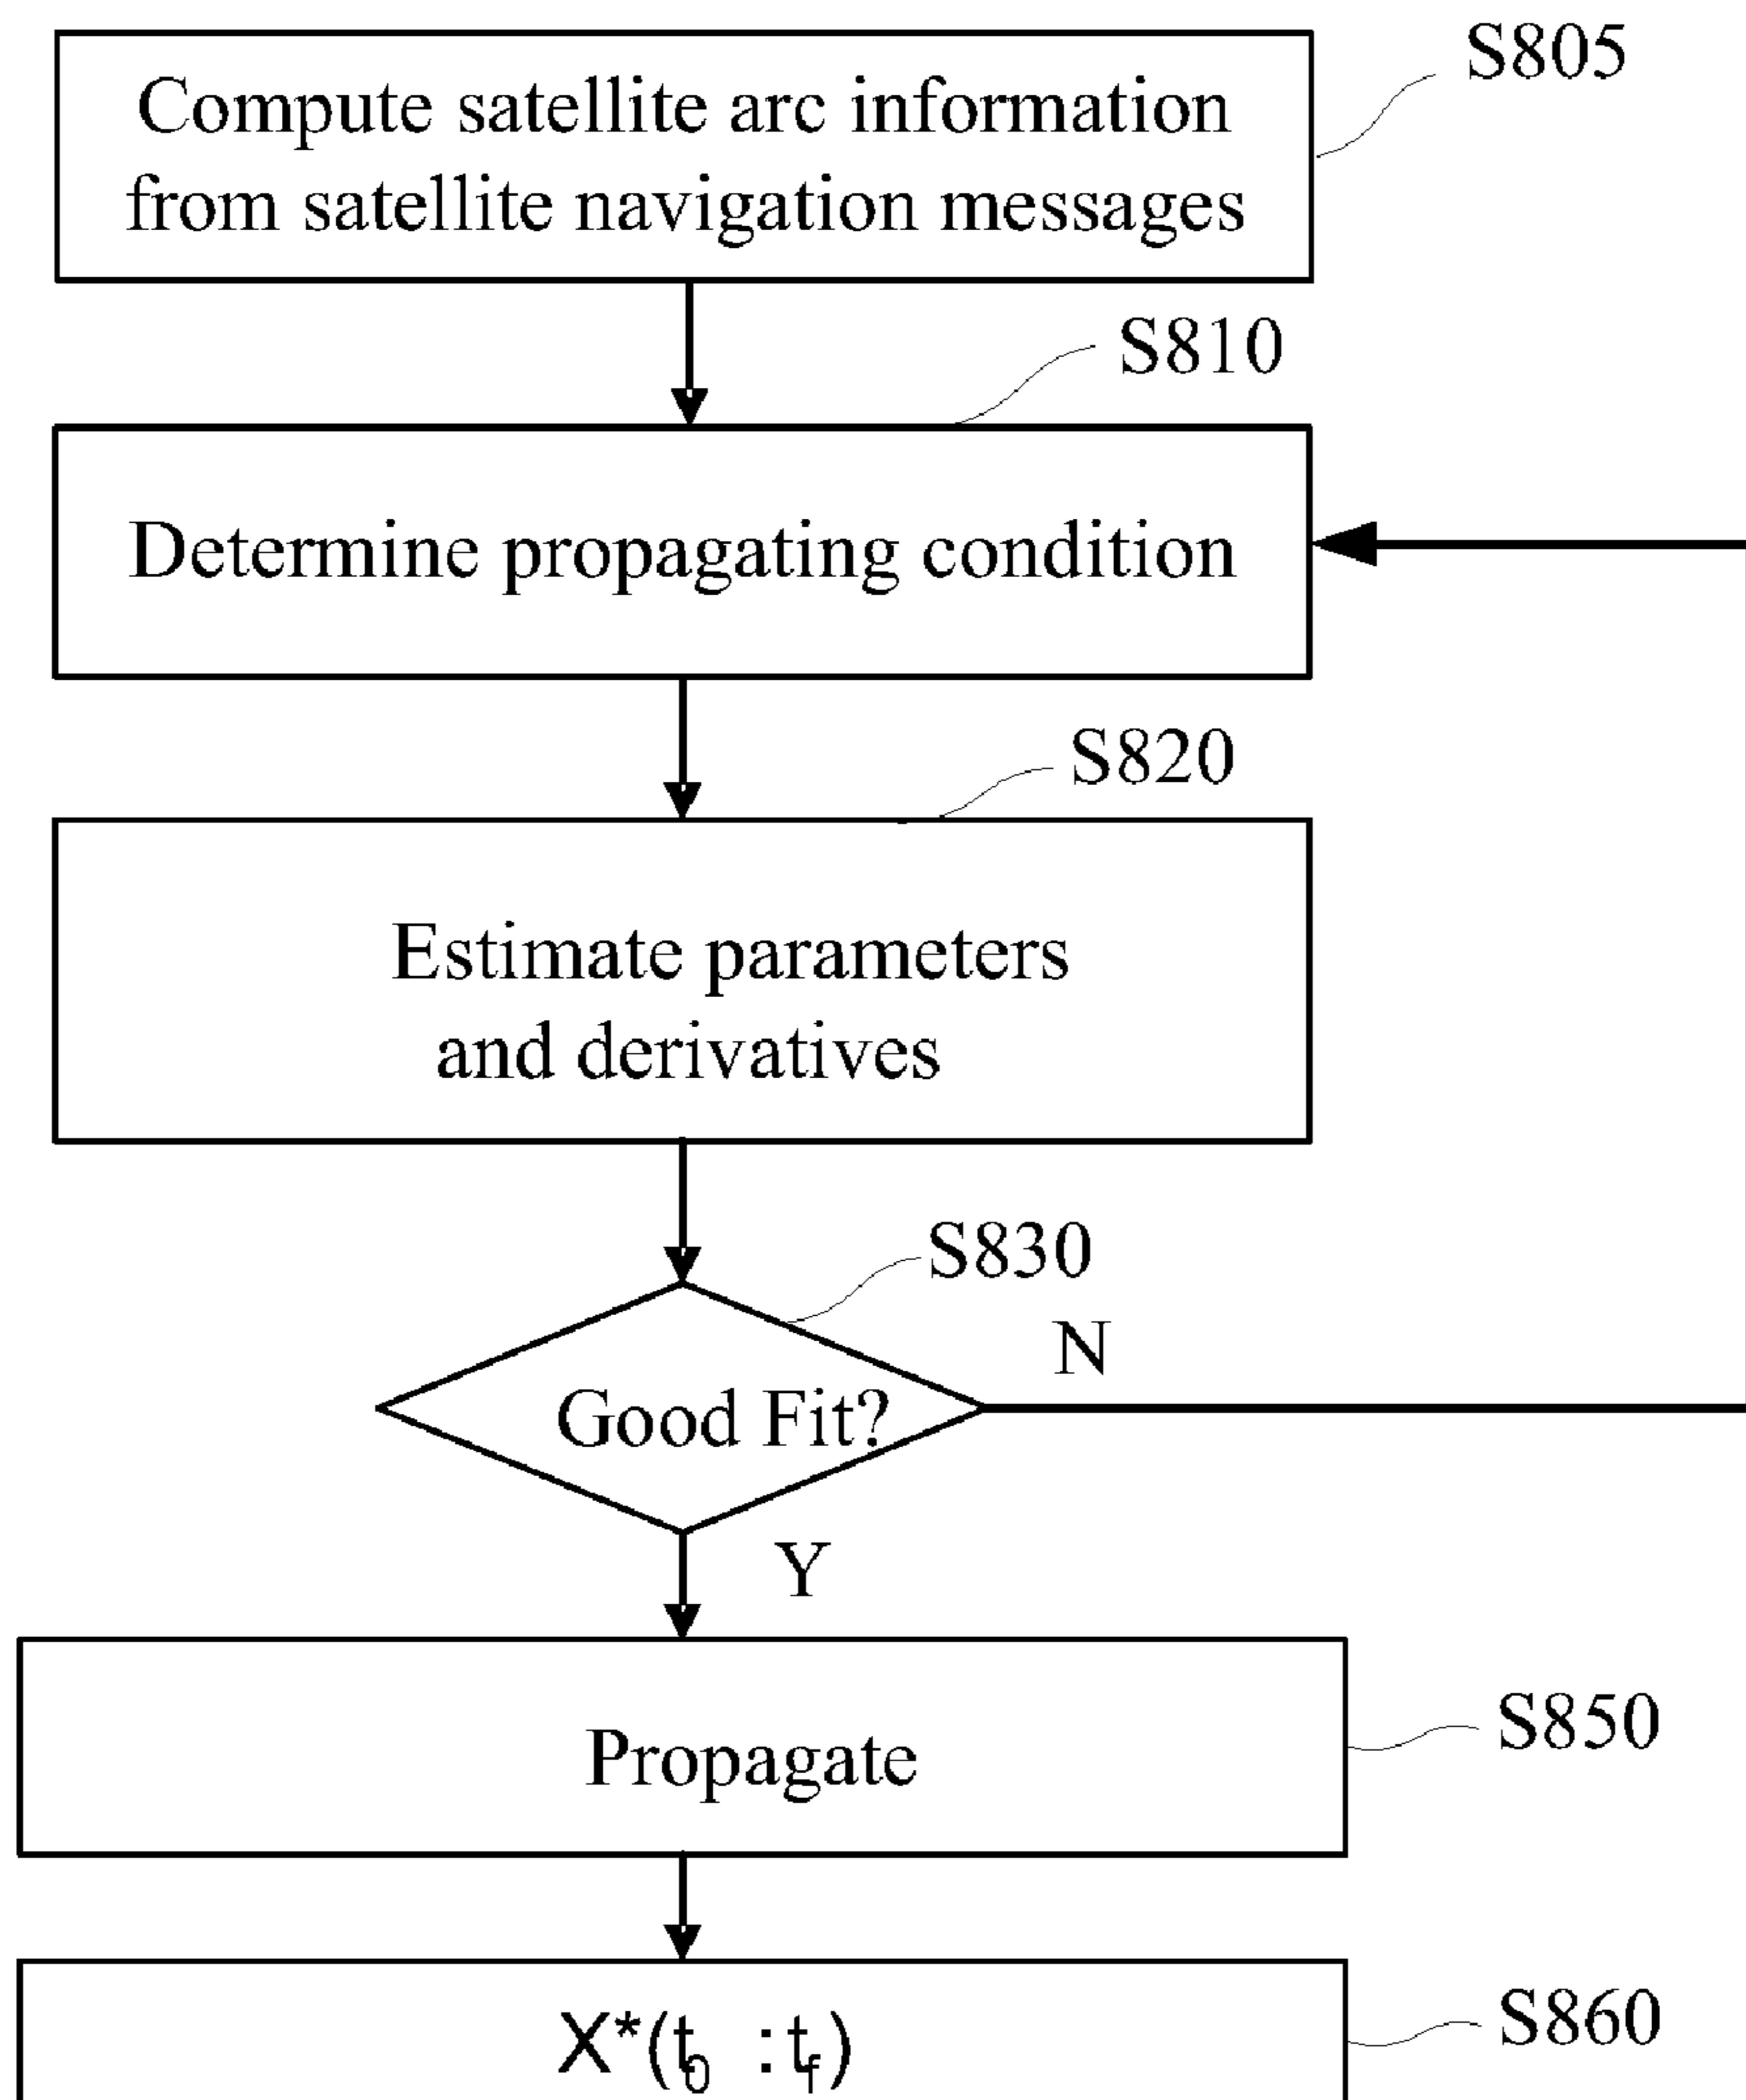 S805
Compute satellite arc information
from satellite navigation messages
S810
Determine propagating condition
S820
Estimate parameters
and derivatives
S830
N
Good Fit?
Y
S850
Propagate
S860
X*(t0 :tf)